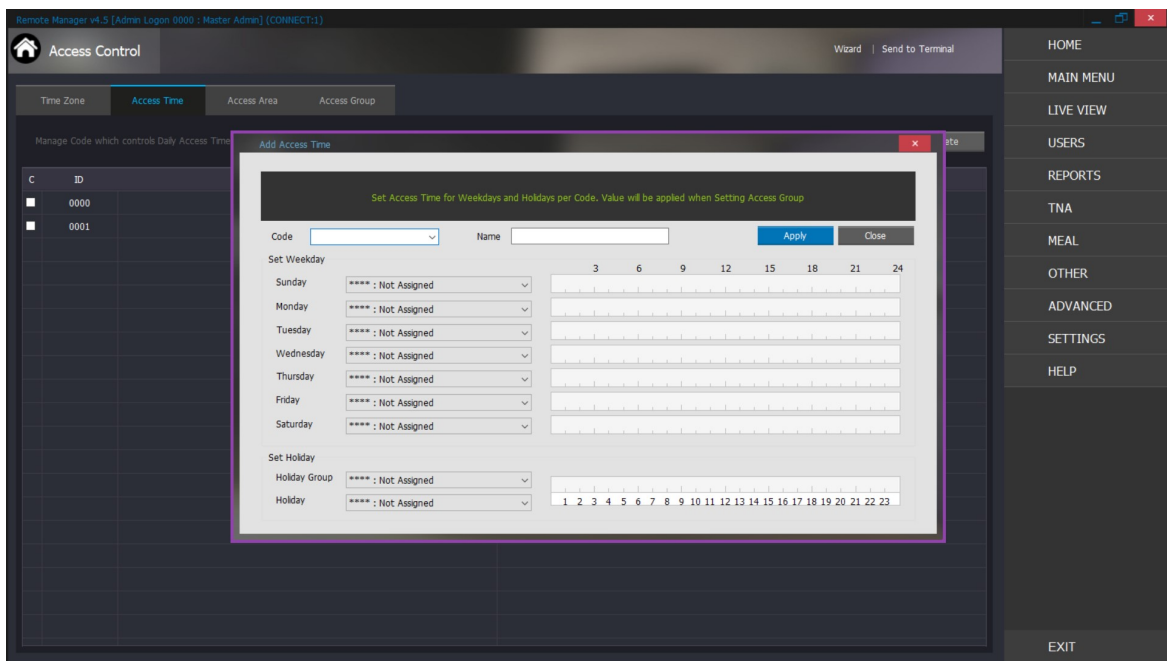 Remote Manager v4.5 [Admin Logon 0000 : Master Admin] (CONNECT:1)
Access Control
Wizard | Send to Terminal
Time Zone Access Time Access Area Access Group
Manage Code which controls Daily Access Time
C ID
0000
0001
Add Access Time
Set Access Time for Weekdays and Holidays per Code. Value will be applied when Setting Access Group
Code Name Apply Close
Set Weekday
3 6 9 12 15 18 21 24
Sunday **** : Not Assigned
Monday **** : Not Assigned
Tuesday **** : Not Assigned
Wednesday **** : Not Assigned
Thursday **** : Not Assigned
Friday **** : Not Assigned
Saturday **** : Not Assigned
Set Holiday
Holiday Group **** : Not Assigned
Holiday **** : Not Assigned
1 2 3 4 5 6 7 8 9 10 11 12 13 14 15 16 17 18 19 20 21 22 23
HOME
MAIN MENU
LIVE VIEW
USERS
REPORTS
TNA
MEAL
OTHER
ADVANCED
SETTINGS
HELP
EXIT